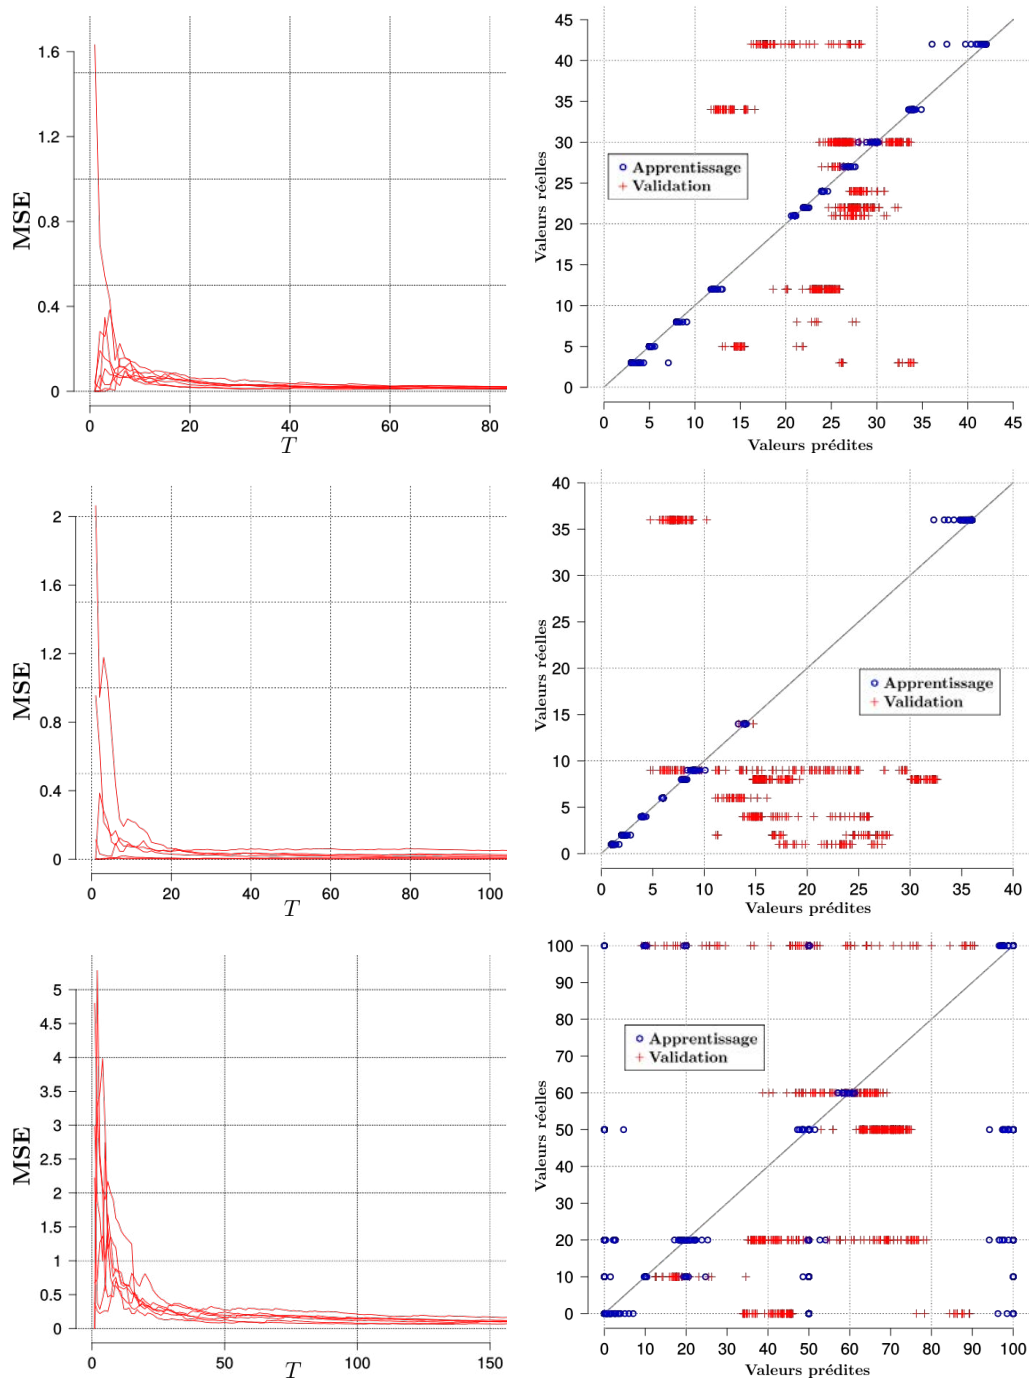 1.6
1.2
0.8
0.4
0
MSE
0 20 40 60 80
T
45
40
35
30
25
20
15
10
5
0
Valeurs réelles
Apprentissage
Validation
0 5 10 15 20 25 30 35 40 45
Valeurs prédites
2
1.6
1.2
0.8
0.4
0
MSE
0 20 40 60 80 100
T
40
35
30
25
20
15
10
5
0
Valeurs réelles
Apprentissage
Validation
0 5 10 15 20 25 30 35 40
Valeurs prédites
5
4.5
4
3.5
3
2.5
2
1.5
1
0.5
0
MSE
0 50 100 150
T
100
90
80
70
60
50
40
30
20
10
0
Valeurs réelles
Apprentissage
Validation
0 10 20 30 40 50 60 70 80 90 100
Valeurs prédites